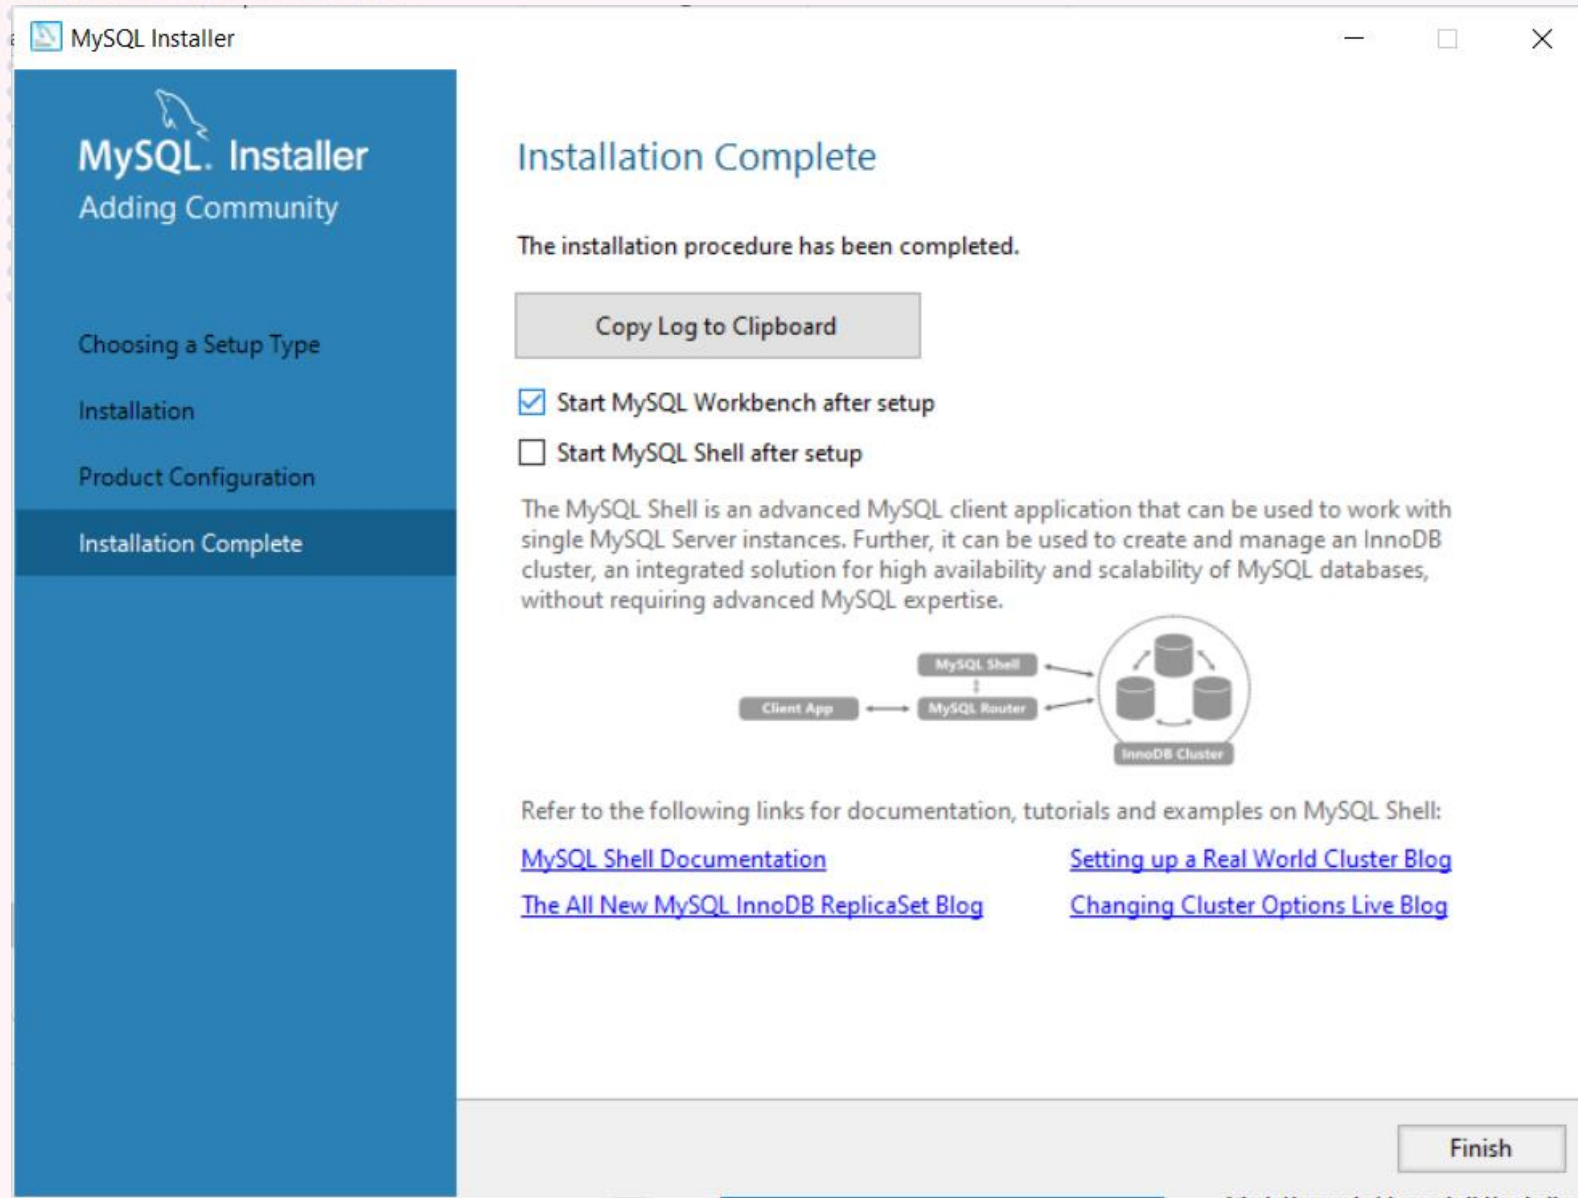 MySQL Installer
MySQL. Installer
Adding Community
Choosing a Setup Type
Installation
Product Configuration
Installation Complete
Installation Complete
The installation procedure has been completed.
Copy Log to Clipboard
Start MySQL Workbench after setup
Start MySQL Shell after setup
The MySQL Shell is an advanced MySQL client application that can be used to work with
single MySQL Server instances. Further, it can be used to create and manage an InnoDB
cluster, an integrated solution for high availability and scalability of MySQL databases,
without requiring advanced MySQL expertise.
MySQL Shell
Client App
MySQL Router
InnoDB Cluster
Refer to the following links for documentation, tutorials and examples on MySQL Shell:
MySQL Shell Documentation
Setting up a Real World Cluster Blog
The All New MySQL InnoDB ReplicaSet Blog
Changing Cluster Options Live Blog
Finish